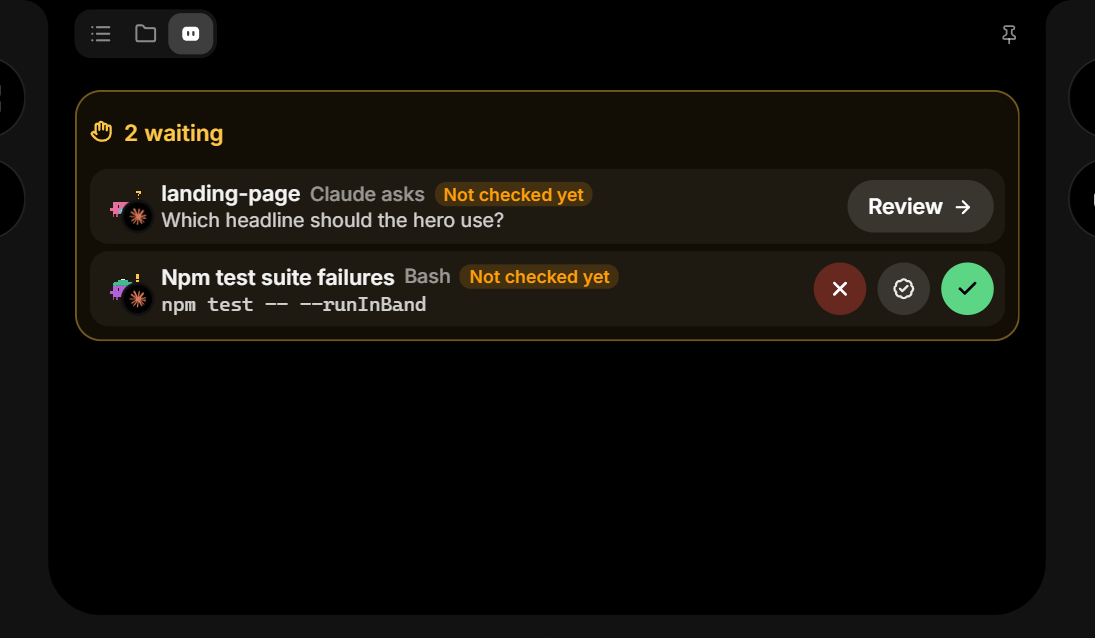 2 waiting
landing-page Claude asks Not checked yet
Which headline should the hero use?
Review
Npm test suite failures Bash Not checked yet
npm test -- --runInBand